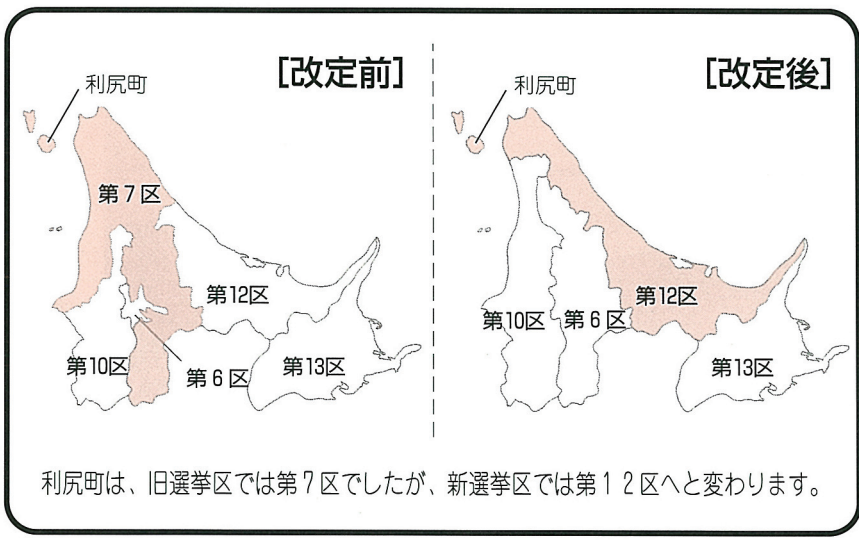 [改定前]
利尻町
第7区
第12区
第10区
第6区
第13区
[改定後]
利尻町
第10区
第6区
第12区
第13区
利尻町は、旧選挙区では第7区でしたが、新選挙区では第12区へと変わります。